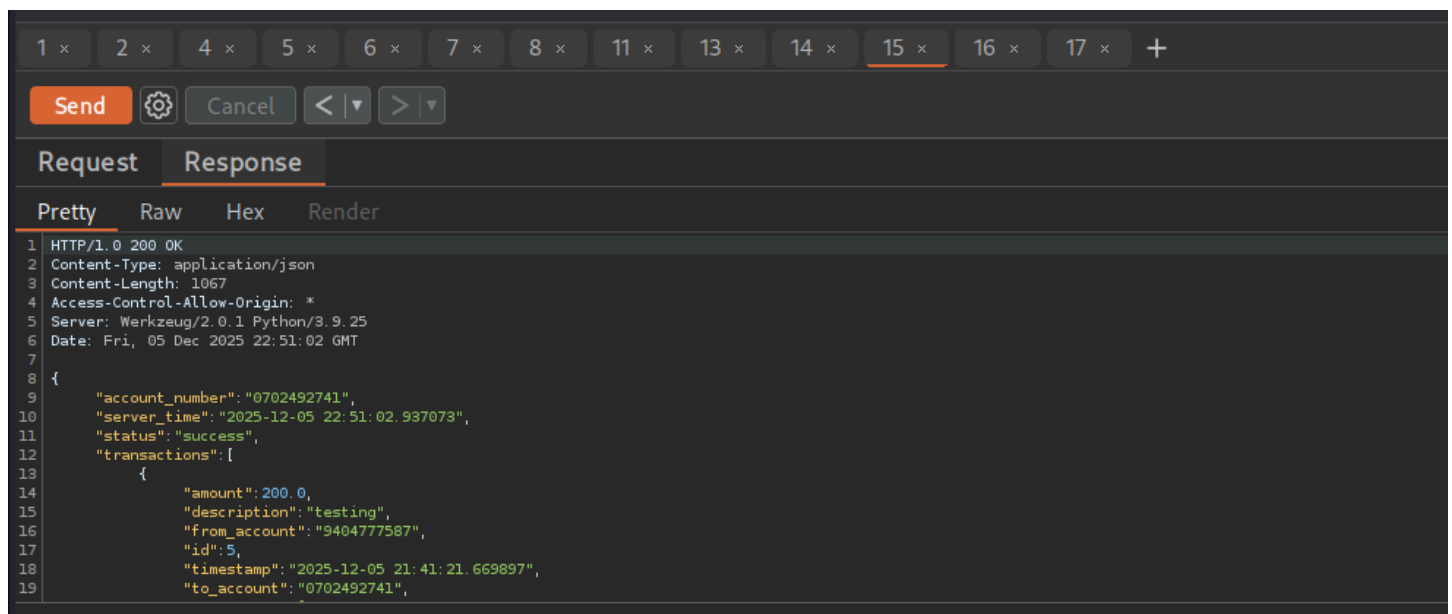 1 × 2 × 4 × 5 × 6 × 7 × 8 × 11 × 13 × 14 × 15 × 16 × 17 × +
Send Cancel < ▼ > ▼
Request Response
Pretty Raw Hex Render
1 HTTP/1.0 200 OK
2 Content-Type: application/json
3 Content-Length: 1067
4 Access-Control-Allow-Origin: *
5 Server: Werkzeug/2.0.1 Python/3.9.25
6 Date: Fri, 05 Dec 2025 22:51:02 GMT
7
8 {
9 "account_number":"0702492741",
10 "server_time":"2025-12-05 22:51:02.937073",
11 "status":"success",
12 "transactions":[
13 {
14 "amount":200.0,
15 "description":"testing",
16 "from_account":"9404777587",
17 "id":5,
18 "timestamp":"2025-12-05 21:41:21.669897",
19 "to_account":"0702492741",